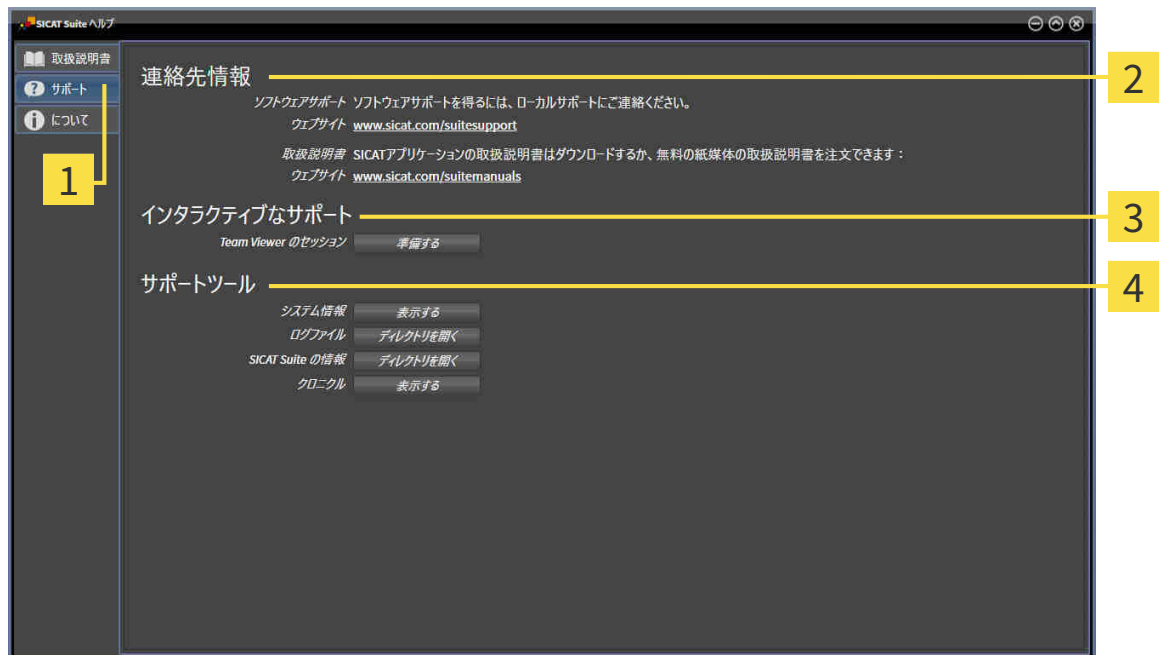 SICAT Suite ヘルプ
取扱説明書
サポート
について
1
連絡先情報
2
ソフトウェアサポート ソフトウェアサポートを得るには、ローカルサポートにご連絡ください。
ウェブサイト www.sicat.com/suitesupport
取扱説明書 SICATアプリケーションの取扱説明書はダウンロードするか、無料の紙媒体の取扱説明書を注文できます：
ウェブサイト www.sicat.com/suitemanuals
インタラクティブなサポート
3
Team Viewer のセッション 準備する
サポートツール
4
システム情報 表示する
ログファイル ディレクトリを開く
SICAT Suite の情報 ディレクトリを開く
クロニクル 表示する